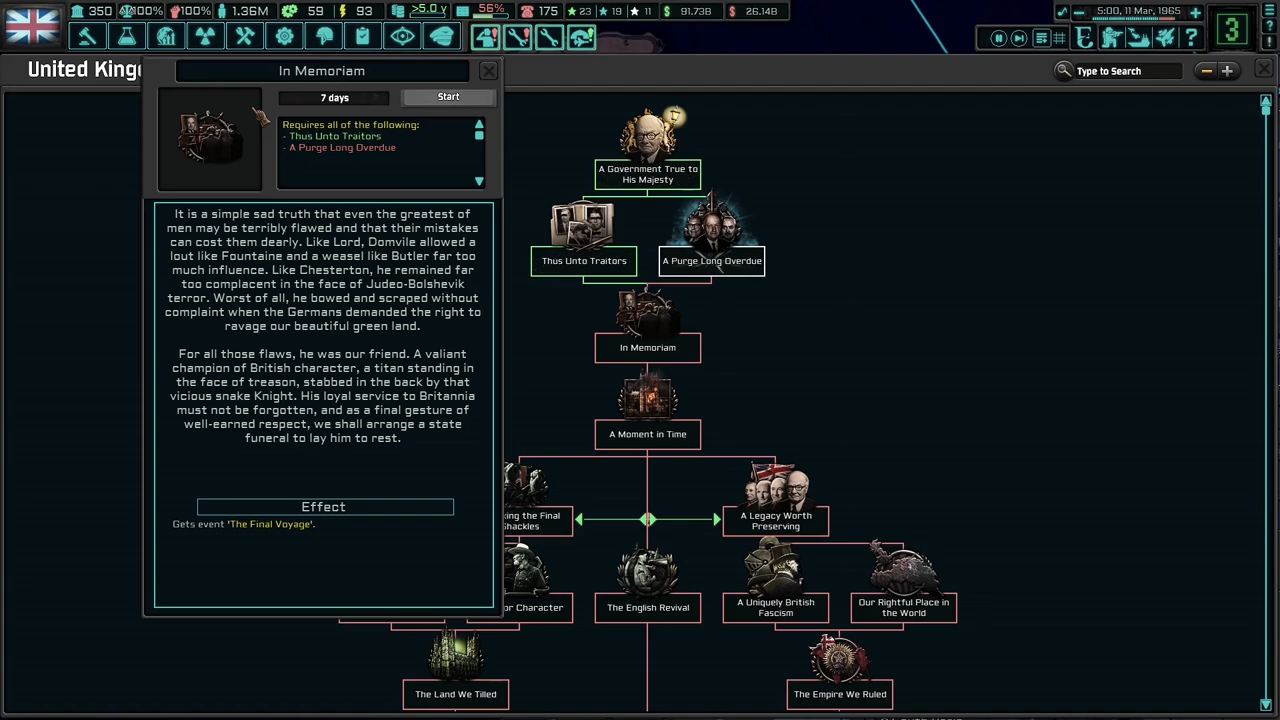 350
100%
100%
1.36M
59
93
>5.0 y
56%
175
23
19
11
$ 91.73B
$ 26.14B
5:00, 11 Mar, 1965
3
United King
Type to Search
In Memoriam
7 days
Start
Requires all of the following:
- Thus Unto Traitors
- A Purge Long Overdue
It is a simple sad truth that even the greatest of
men may be terribly flawed and that their mistakes
can cost them dearly. Like Lord, Domvile allowed a
lout like Fountaine and a weasel like Butler far too
much influence. Like Chesterton, he remained far
too complacent in the face of Judeo-Bolshevik
terror. Worst of all, he bowed and scraped without
complaint when the Germans demanded the right to
ravage our beautiful green land.
For all those flaws, he was our friend. A valiant
champion of British character, a titan standing in
the face of treason, stabbed in the back by that
vicious snake Knight. His loyal service to Britannia
must not be forgotten, and as a final gesture of
well-earned respect, we shall arrange a state
funeral to lay him to rest.
Effect
Gets event 'The Final Voyage'.
A Government True to
His Majesty
Thus Unto Traitors
A Purge Long Overdue
In Memoriam
A Moment in Time
king the Final
Shackles
A Legacy Worth
Preserving
or Character
The English Revival
A Uniquely British
Fascism
Our Rightful Place in
the World
The Land We Tilled
The Empire We Ruled